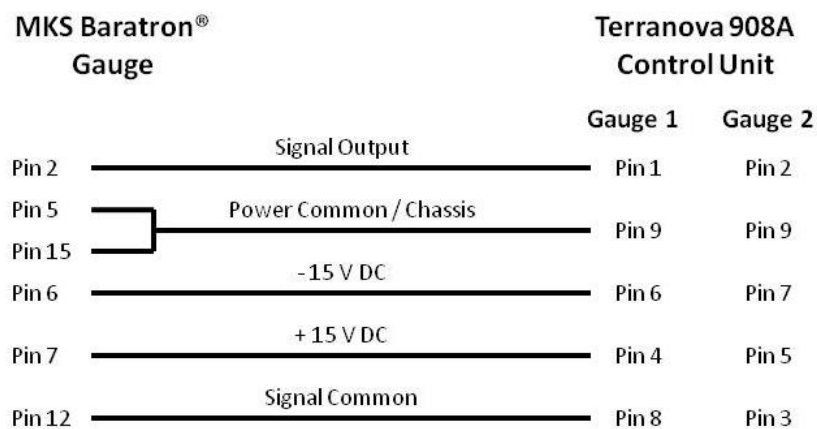 MKS Baratron® Terranova 908A
Gauge Control Unit
Gauge 1 Gauge 2
Signal Output
Pin 2 Pin 1 Pin 2
Pin 5 Power Common / Chassis
Pin 9 Pin 9
Pin 15
-15 V DC
Pin 6 Pin 6 Pin 7
+15 V DC
Pin 7 Pin 4 Pin 5
Signal Common
Pin 12 Pin 8 Pin 3